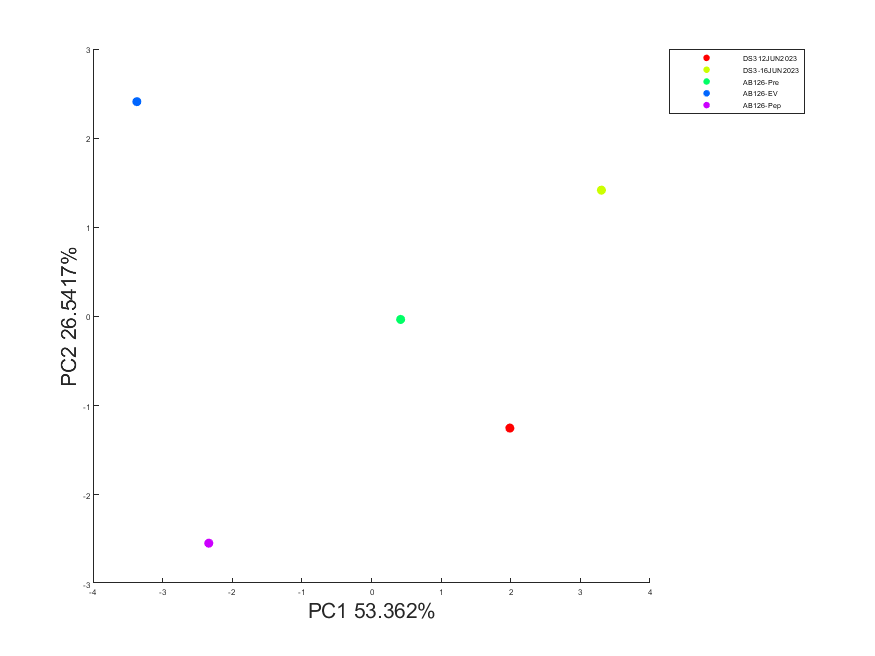 3
2
1
0
-1
-2
-3
-4
-3
-2
-1
0
1
2
3
4
PC2 26.5417%
PC1 53.362%
DS3 12JUN2023
DS3-16JUN2023
AB126-Pre
AB126-EV
AB126-Pep